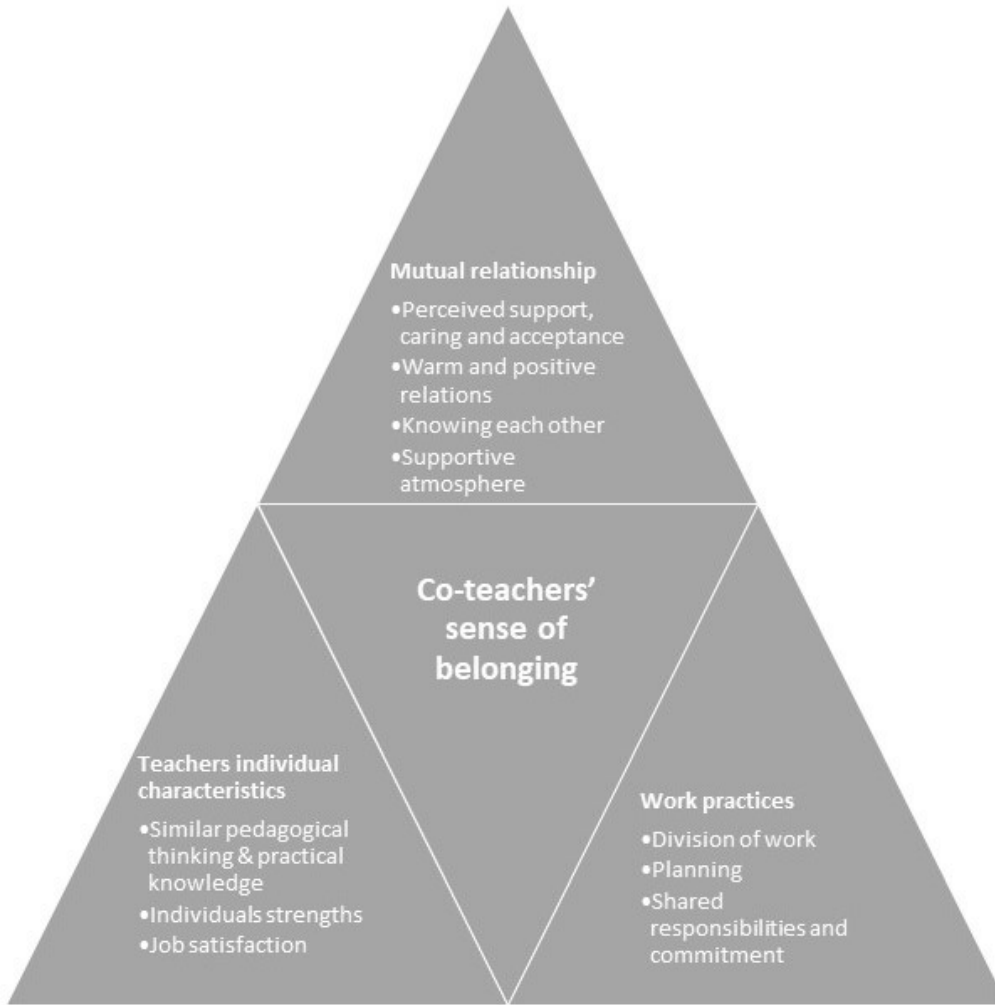 Mutual relationship
•Perceived support,
caring and acceptance
•Warm and positive
relations
•Knowing each other
•Supportive
atmosphere
Co-teachers’
sense of
belonging
Teachers individual
characteristics
•Similar pedagogical
thinking & practical
knowledge
•Individuals strengths
•Job satisfaction
Work practices
•Division of work
•Planning
•Shared
responsibilities and
commitment